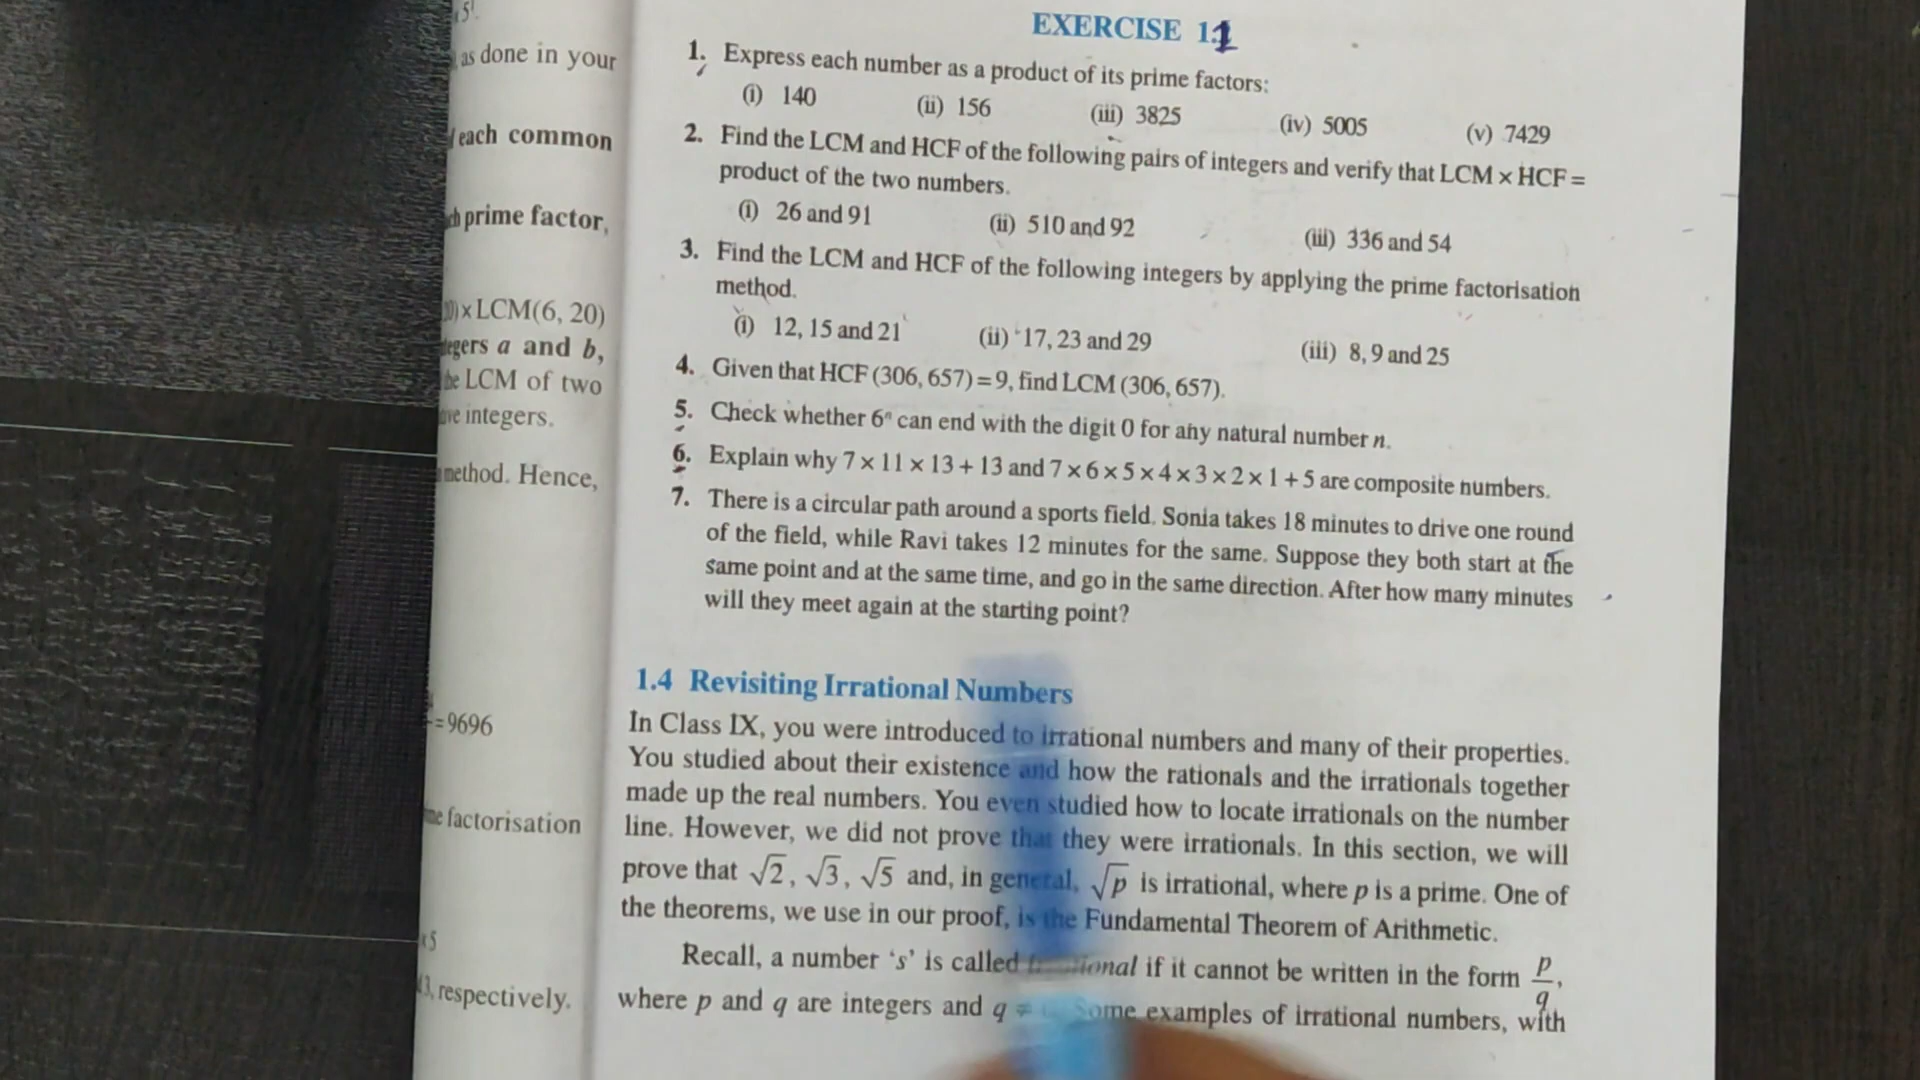 5
as done in your
each common
prime factor,
× LCM(6, 20)
a and b,
LCM of two
integers.
method. Hence,
= 9696
factorisation
5
respectively.
EXERCISE 1.1
1. Express each number as a product of its prime factors:
(i) 140 (ii) 156 (iii) 3825 (iv) 5005 (v) 7429
2. Find the LCM and HCF of the following pairs of integers and verify that LCM × HCF =
product of the two numbers.
(i) 26 and 91 (ii) 510 and 92 (iii) 336 and 54
3. Find the LCM and HCF of the following integers by applying the prime factorisation
method.
(i) 12, 15 and 21 (ii) 17, 23 and 29 (iii) 8, 9 and 25
4. Given that HCF (306, 657) = 9, find LCM (306, 657).
5. Check whether 6ⁿ can end with the digit 0 for any natural number n.
6. Explain why 7 × 11 × 13 + 13 and 7 × 6 × 5 × 4 × 3 × 2 × 1 + 5 are composite numbers.
7. There is a circular path around a sports field. Sonia takes 18 minutes to drive one round
of the field, while Ravi takes 12 minutes for the same. Suppose they both start at the
same point and at the same time, and go in the same direction. After how many minutes
will they meet again at the starting point?
1.4 Revisiting Irrational Numbers
In Class IX, you were introduced to irrational numbers and many of their properties.
You studied about their existence and how the rationals and the irrationals together
made up the real numbers. You even studied how to locate irrationals on the number
line. However, we did not prove that they were irrationals. In this section, we will
prove that √2, √3, √5 and, in general, √p is irrational, where p is a prime. One of
the theorems, we use in our proof, is the Fundamental Theorem of Arithmetic.
Recall, a number ‘s’ is called if it cannot be written in the form p/q,
where p and q are integers and q Some examples of irrational numbers, with